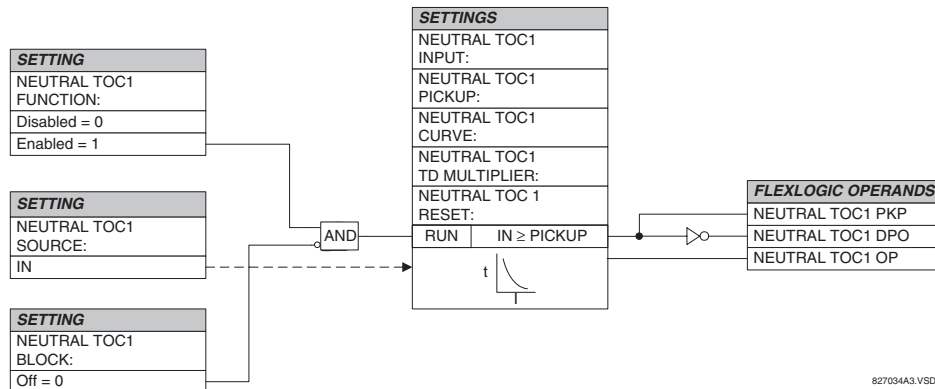 SETTING
NEUTRAL TOC1
FUNCTION:
Disabled = 0
Enabled = 1
SETTING
NEUTRAL TOC1
SOURCE:
IN
SETTING
NEUTRAL TOC1
BLOCK:
Off = 0
AND
SETTINGS
NEUTRAL TOC1
INPUT:
NEUTRAL TOC1
PICKUP:
NEUTRAL TOC1
CURVE:
NEUTRAL TOC1
TD MULTIPLIER:
NEUTRAL TOC 1
RESET:
RUN IN ≥ PICKUP
t
I
FLEXLOGIC OPERANDS
NEUTRAL TOC1 PKP
NEUTRAL TOC1 DPO
NEUTRAL TOC1 OP
827034A3.VSD